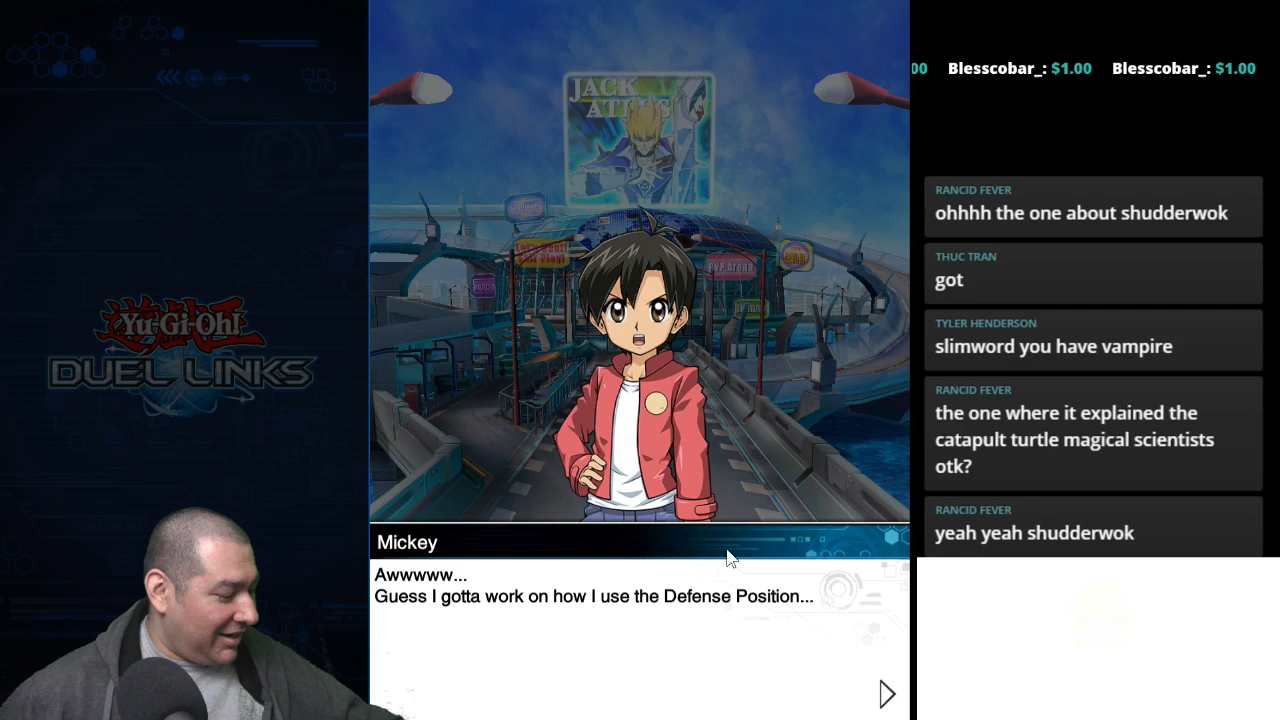 00 Blesscobar_: $1.00 Blesscobar_: $1.00
JACK
ATLAS
PVP Arena
Yu-Gi-Oh!
DUEL LINKS
RANCID FEVER
ohhhh the one about shudderwok
THUC TRAN
got
TYLER HENDERSON
slimword you have vampire
RANCID FEVER
the one where it explained the
catapult turtle magical scientists
otk?
RANCID FEVER
yeah yeah shudderwok
Mickey
Awwwww...
Guess I gotta work on how I use the Defense Position...